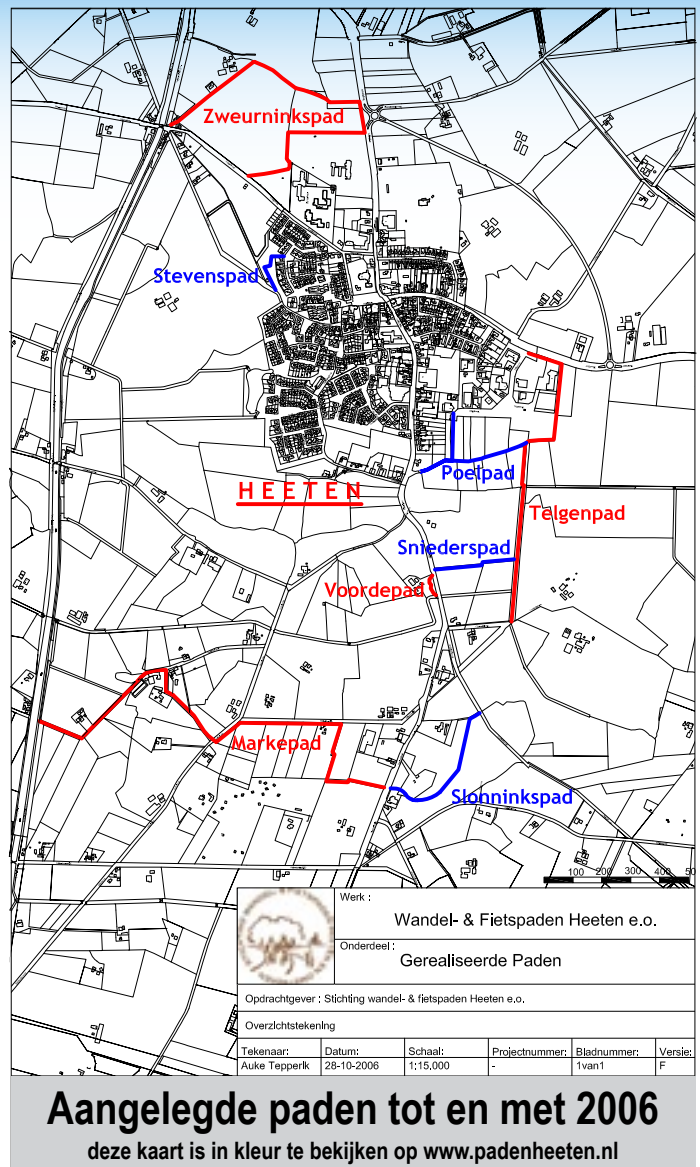 Zweurninkspad
Stevenspad
Poelpad
H E E T E N
Telgenpad
Sniederspad
Voordepad
Markepad
Slonninkspad
100 200 300 400 500
Werk :
Wandel- & Fietspaden Heeten e.o.
Onderdeel :
Gerealiseerde Paden
Opdrachtgever : Stichting wandel- & fietspaden Heeten e.o.
Overzichtstekening
Tekenaar: Datum: Schaal: Projectnummer: Bladnummer: Versie:
Auke Tepperik 28-10-2006 1:15,000 - 1van1 F
Aangelegde paden tot en met 2006
deze kaart is in kleur te bekijken op www.padenheeten.nl